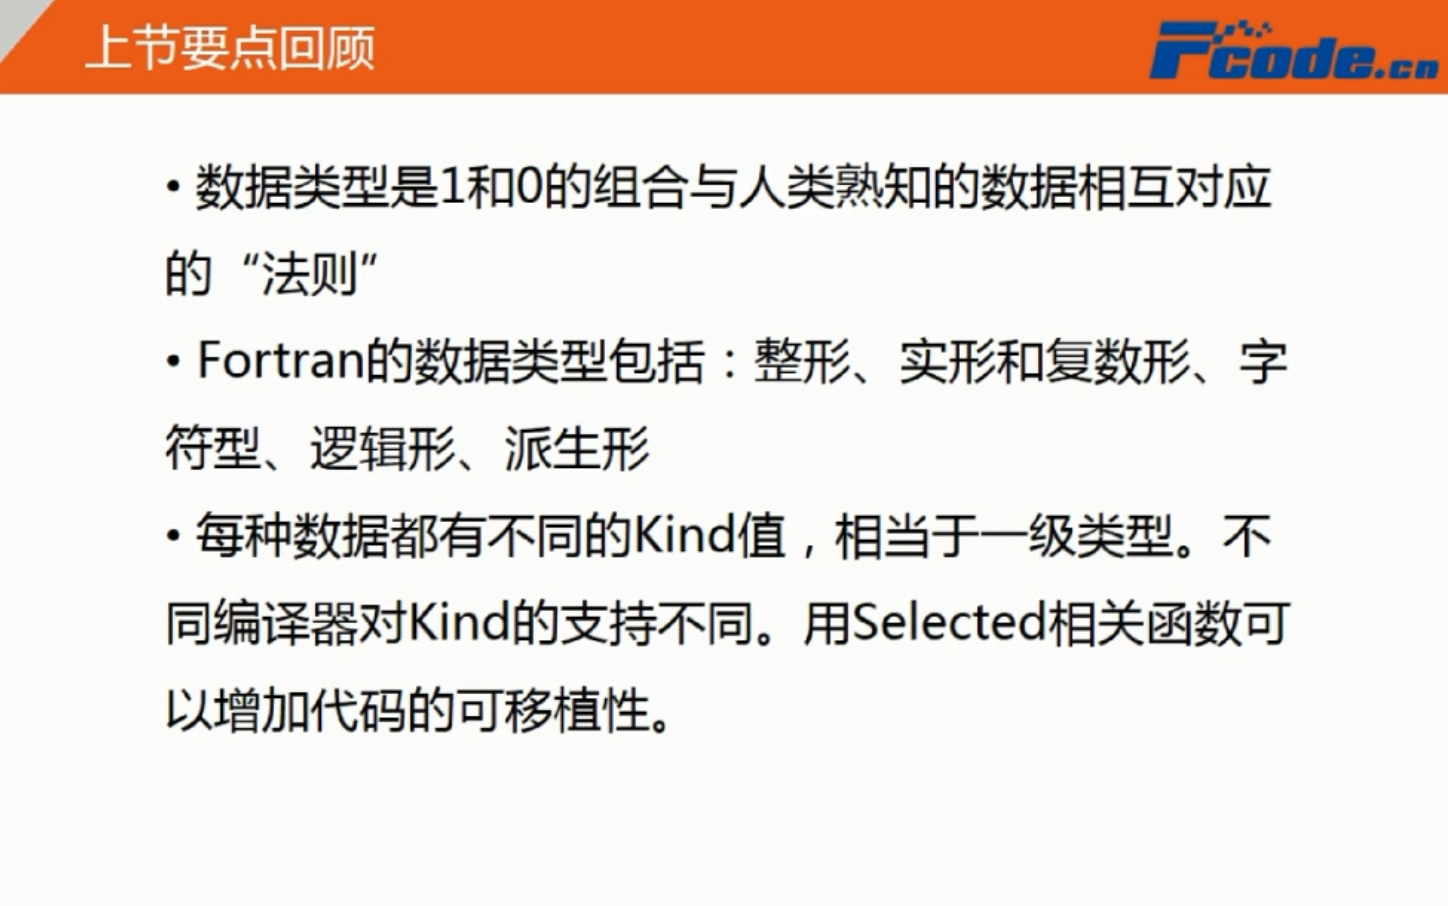 上节要点回顾
Fcode.cn
• 数据类型是1和0的组合与人类熟知的数据相互对应
的“法则”
• Fortran的数据类型包括：整形、实形和复数形、字
符型、逻辑形、派生形
• 每种数据都有不同的Kind值，相当于一级类型。不
同编译器对Kind的支持不同。用Selected相关函数可
以增加代码的可移植性。